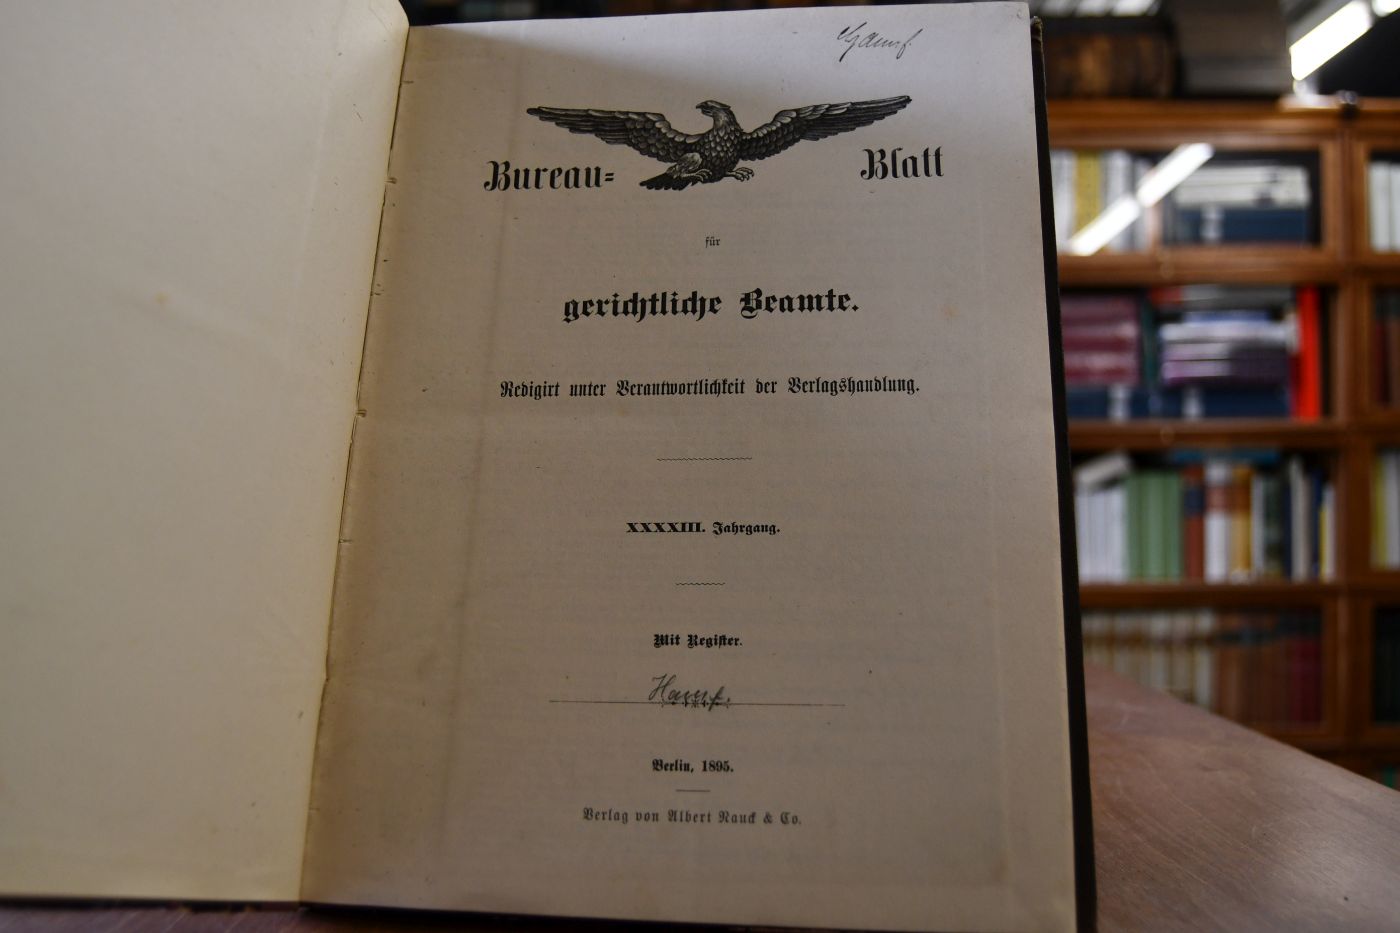 Bureau- Blatt
für
gerichtliche Beamte.
Redigirt unter Verantwortlichkeit der Verlagshandlung.
XXXXIII. Jahrgang.
Mit Register.
Berlin, 1895.
Verlag von Albert Nauck & Co.